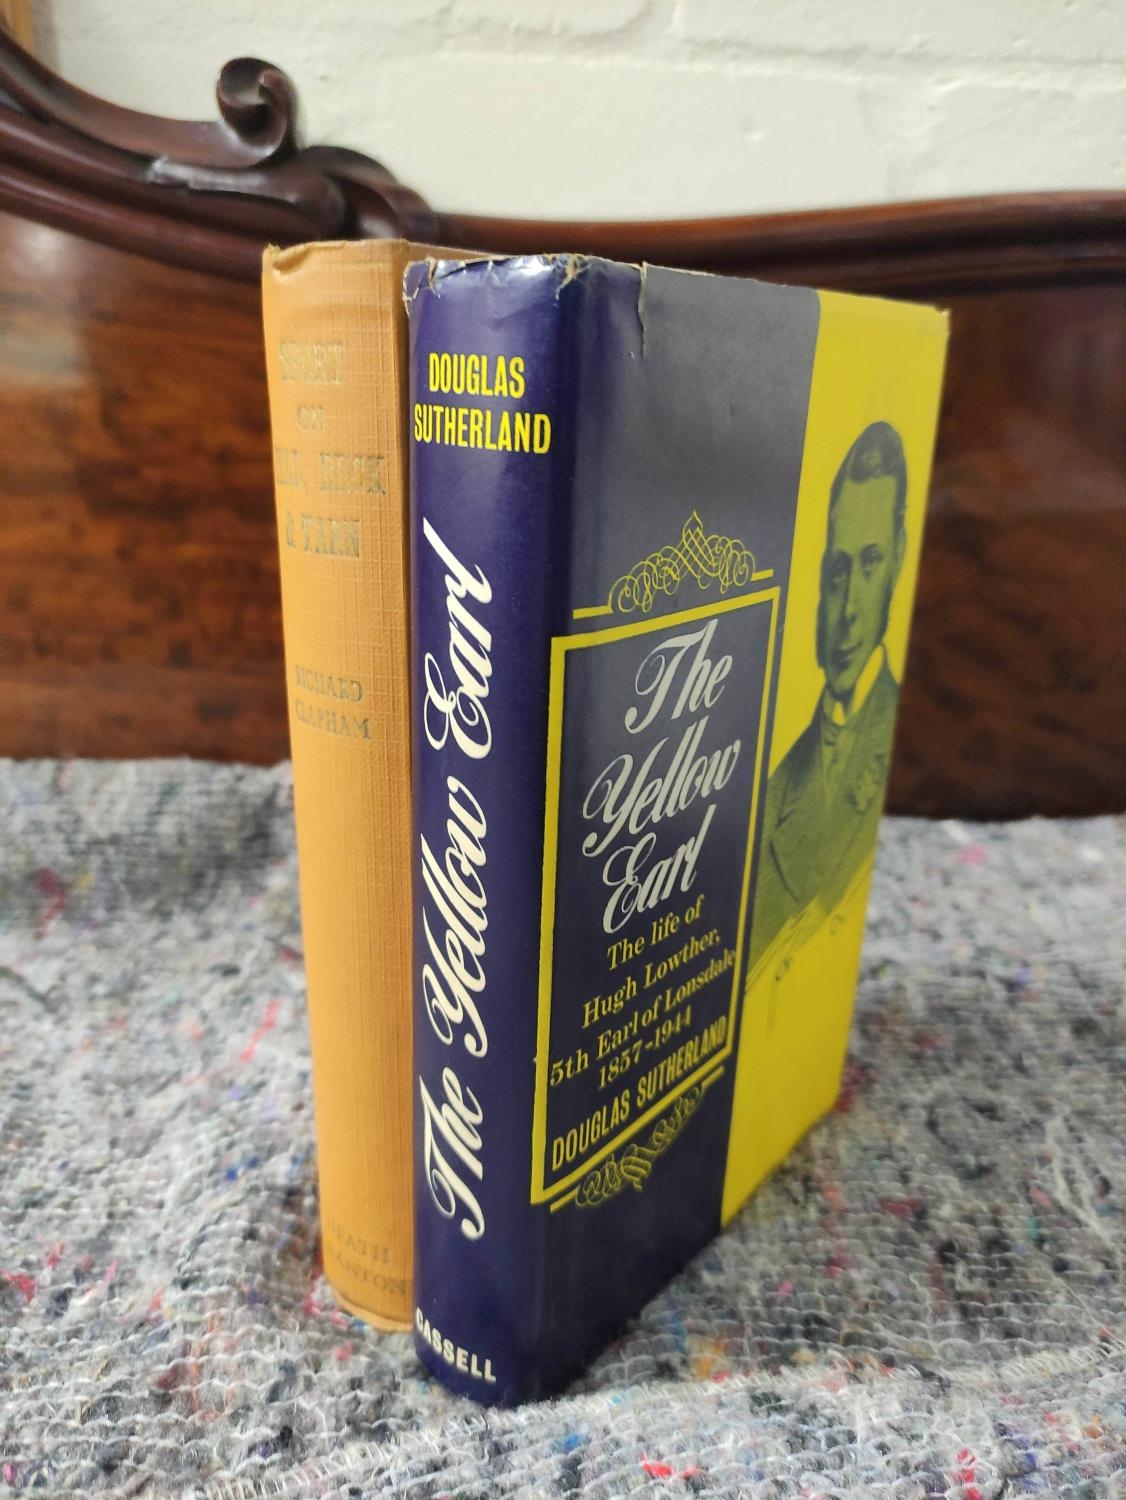 SPORT
ON
FELL, BECK
& TARN
RICHARD
CLAPHAM
HEATH
CRANTON
DOUGLAS
SUTHERLAND
The Yellow Earl
CASSELL
The
Yellow
Earl
The life of
Hugh Lowther,
5th Earl of Lonsdale
1857-1944
DOUGLAS SUTHERLAND